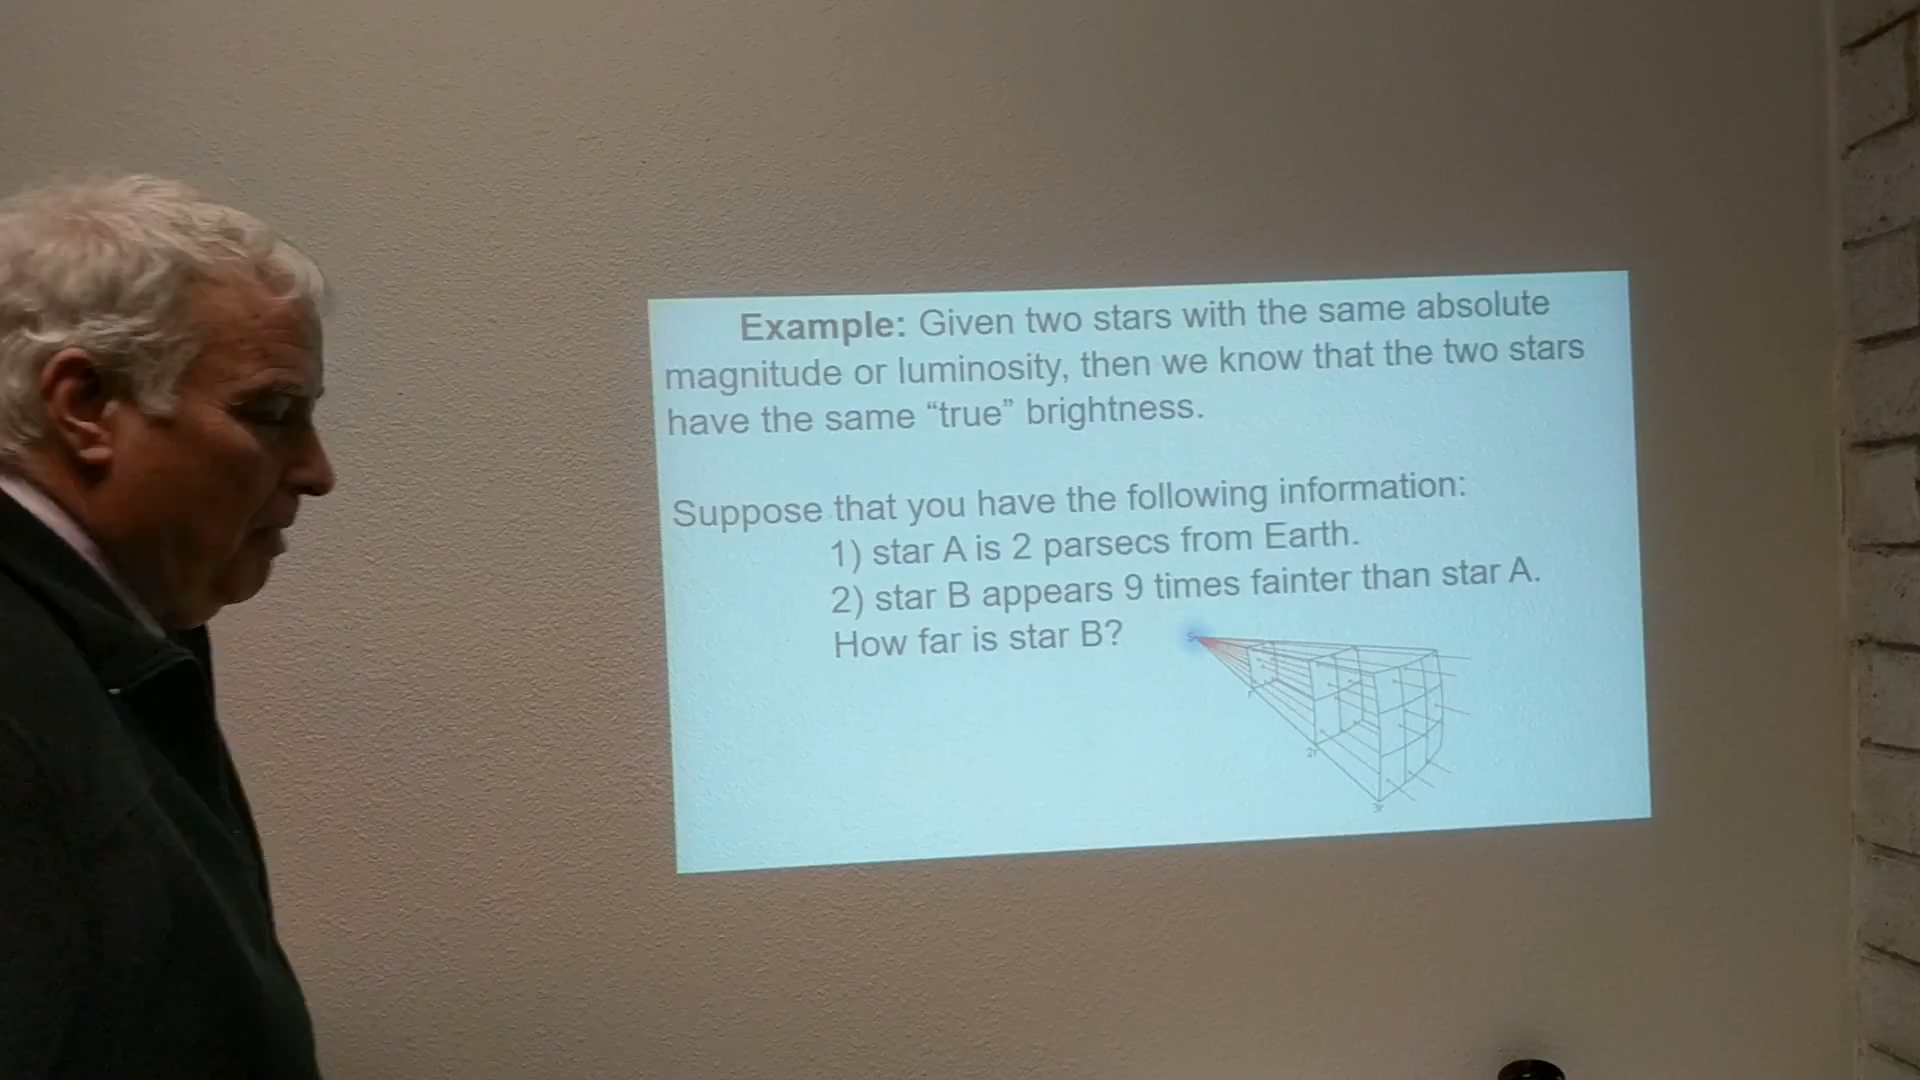 Example: Given two stars with the same absolute
magnitude or luminosity, then we know that the two stars
have the same “true” brightness.
Suppose that you have the following information:
1) star A is 2 parsecs from Earth.
2) star B appears 9 times fainter than star A.
How far is star B?
S
r
2r
3r